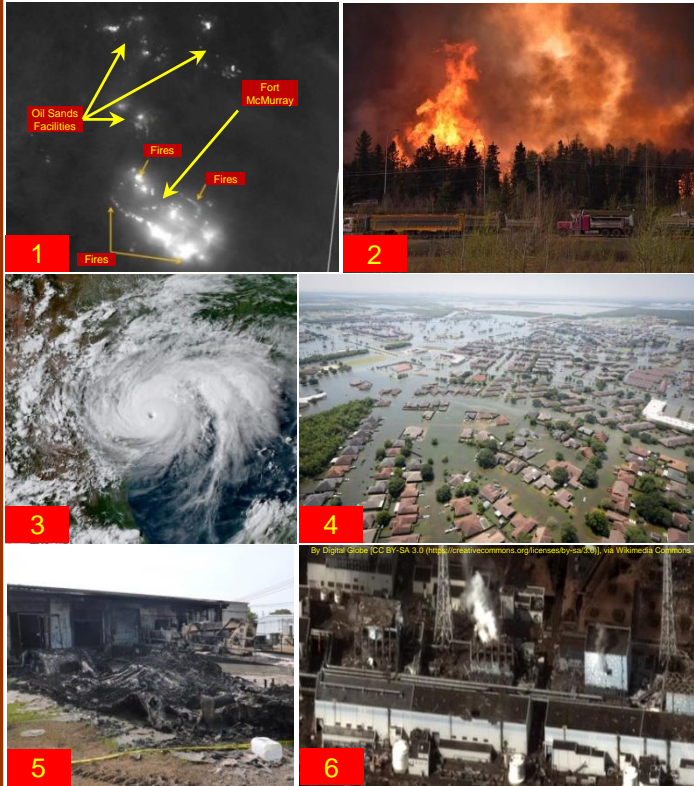 Oil Sands
Facilities
Fort
McMurray
Fires
Fires
Fires
1
2
3
4
By Digital Globe [CC BY-SA 3.0 (https://creativecommons.org/licenses/by-sa/3.0)], via Wikimedia Commons
5
6